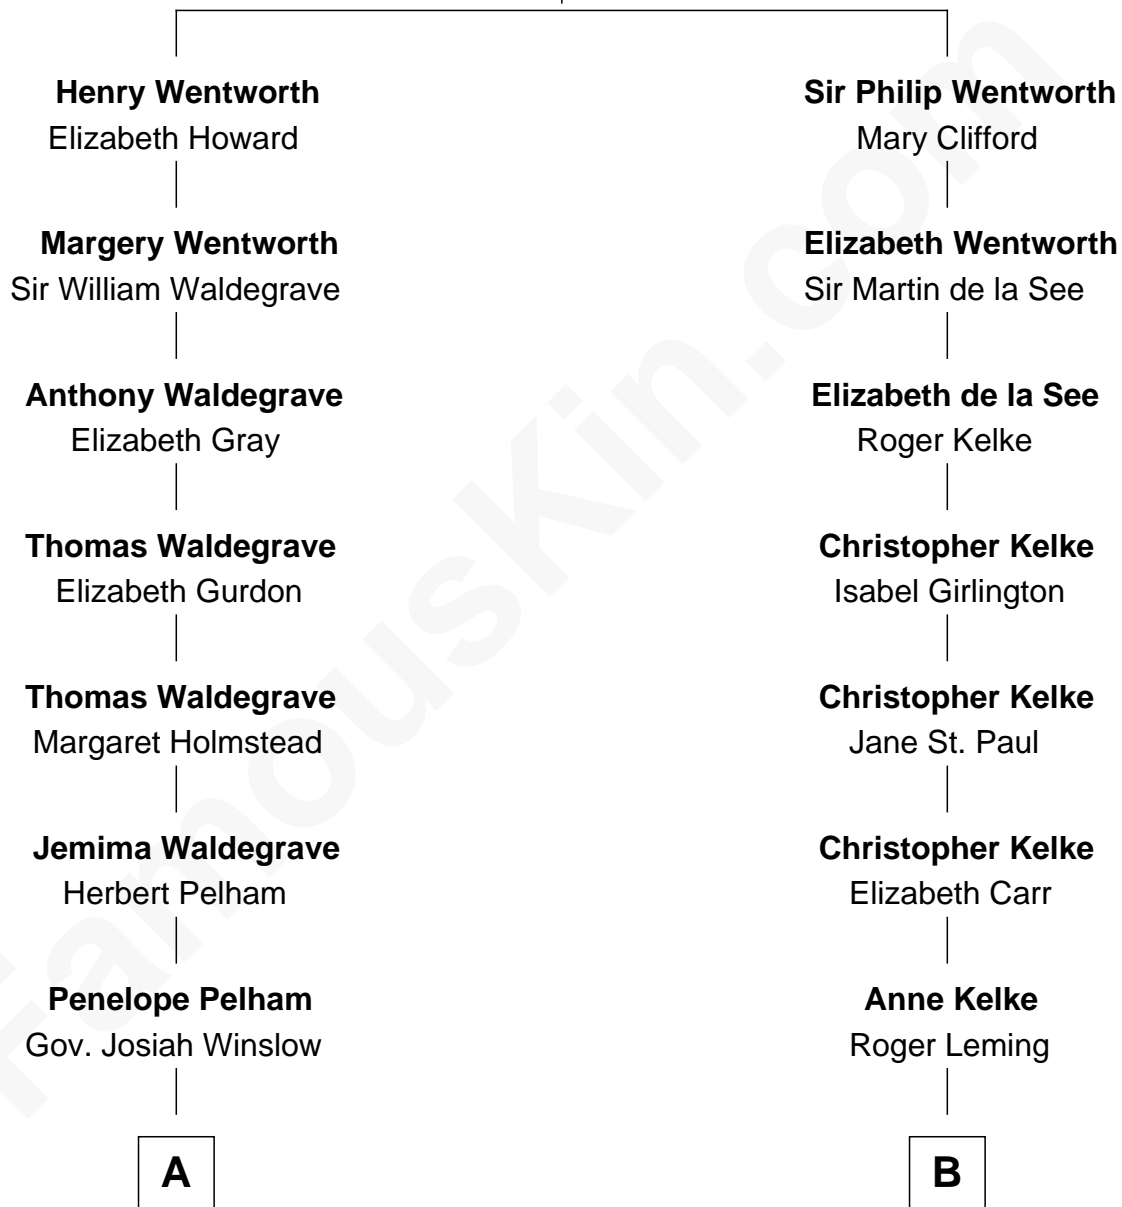 Henry Wentworth
Elizabeth Howard
Margery Wentworth
Sir William Waldegrave
Anthony Waldegrave
Elizabeth Gray
Thomas Waldegrave
Elizabeth Gurdon
Thomas Waldegrave
Margaret Holmstead
Jemima Waldegrave
Herbert Pelham
Penelope Pelham
Gov. Josiah Winslow
A
Sir Philip Wentworth
Mary Clifford
Elizabeth Wentworth
Sir Martin de la See
Elizabeth de la See
Roger Kelke
Christopher Kelke
Isabel Girlington
Christopher Kelke
Jane St. Paul
Christopher Kelke
Elizabeth Carr
Anne Kelke
Roger Leming
B
FamousKin.com